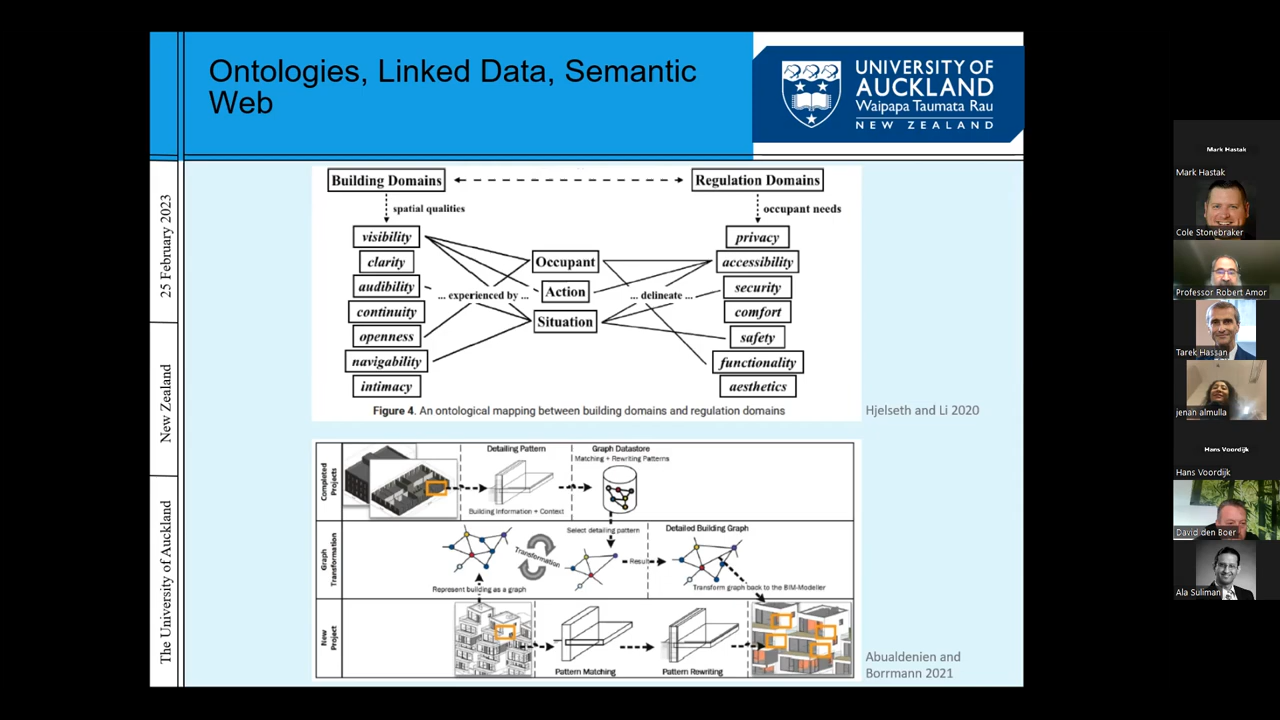 Ontologies, Linked Data, Semantic
Web
UNIVERSITY OF
AUCKLAND
Waipapa Taumata Rau
NEW ZEALAND
25 February 2023
New Zealand
The University of Auckland
Building Domains
Regulation Domains
spatial qualities
occupant needs
visibility
clarity
audibility
continuity
openness
navigability
intimacy
... experienced by ...
Occupant
Action
Situation
... delineate ...
privacy
accessibility
security
comfort
safety
functionality
aesthetics
Figure 4. An ontological mapping between building domains and regulation domains
Hjelseth and Li 2020
Completed
Projects
Detailing Pattern
Building Information + Context
Graph Datastore
Matching + Rewriting Patterns
Graph
Transformation
Represent building as a graph
Transformation
Select detailing pattern
Result
Detailed Building Graph
Transform graph back to the BIM-Modeller
New
Project
Pattern Matching
Pattern Rewriting
Abualdenien and
Borrmann 2021
Mark Hastak
Mark Hastak
Cole Stonebraker
Professor Robert Amor
Tarek Hassan
jenan almulla
Hans Voordijk
Hans Voordijk
David den Boer
Ala Suliman